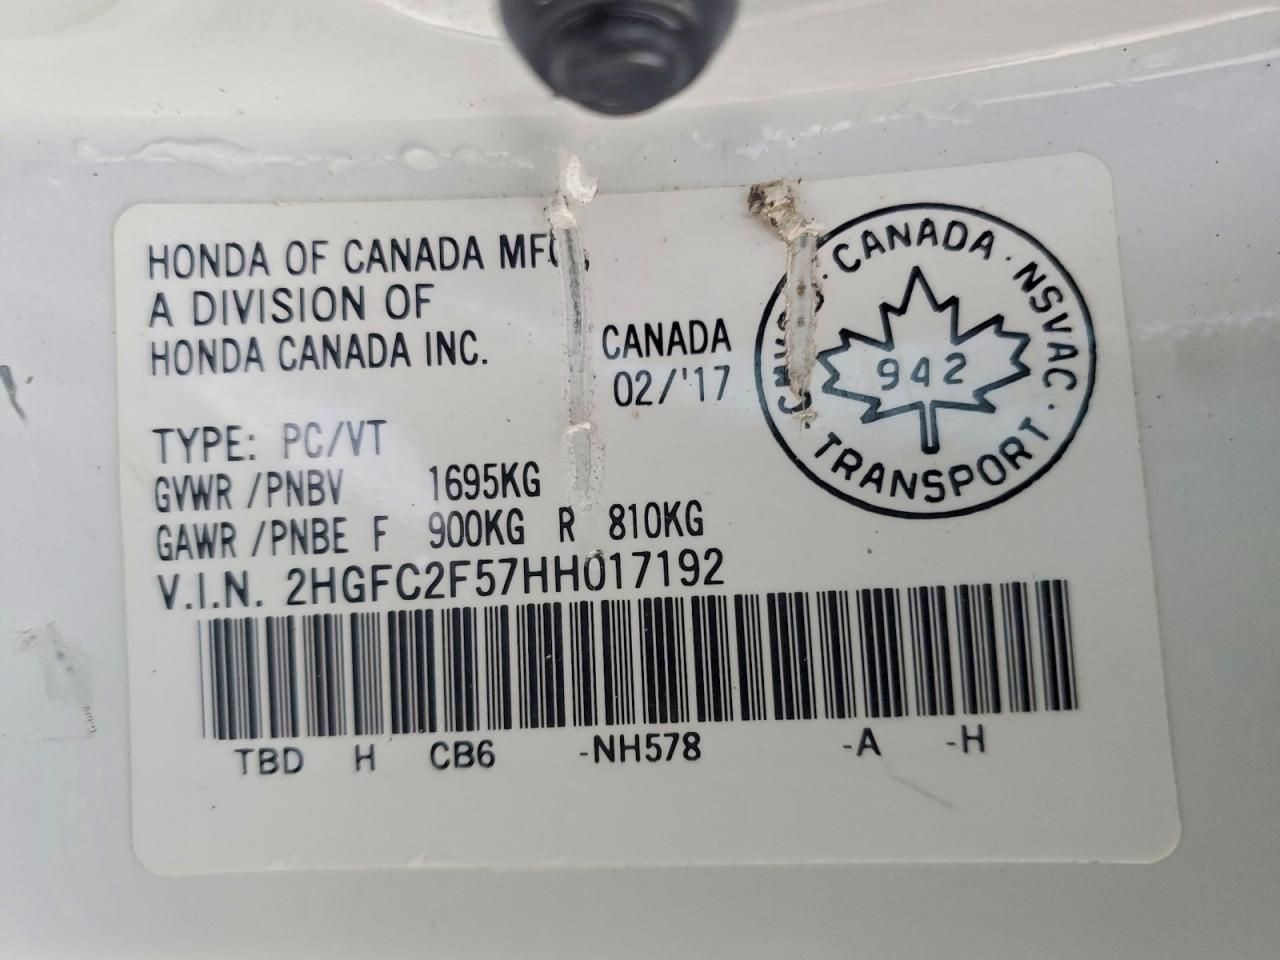 HONDA OF CANADA MFG.
A DIVISION OF
HONDA CANADA INC.
CANADA
02/'17
TYPE: PC/VT
GVWR /PNBV 1695KG
GAWR /PNBE F 900KG R 810KG
V.I.N. 2HGFC2F57HH017192
TBD H CB6 -NH578 -A -H
CANADA · NSVAC ·
942
TRANSPORT ·